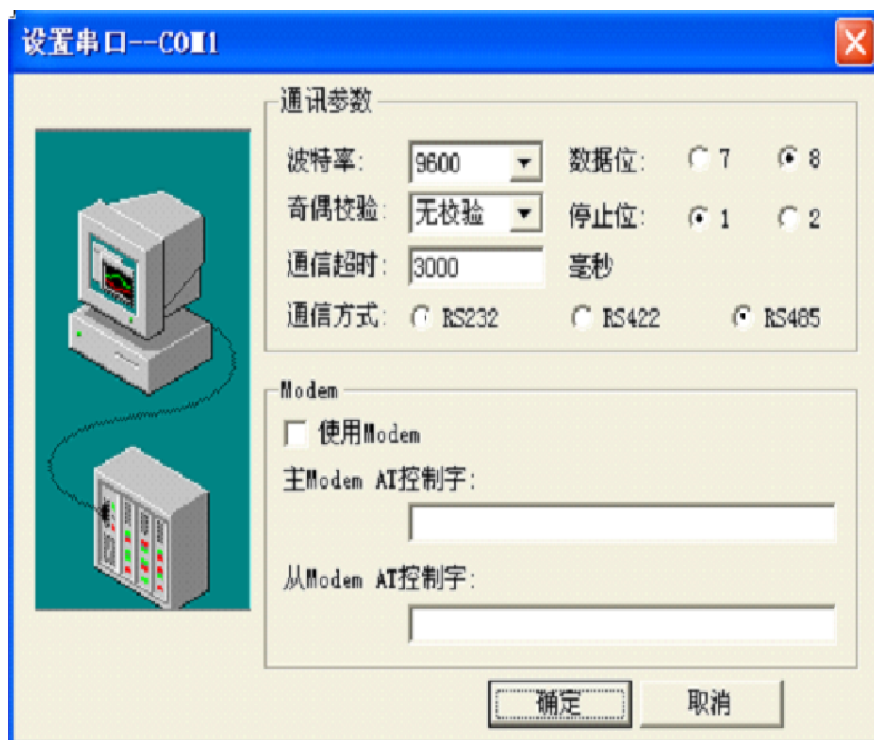 设置串口--COM1
通讯参数
波特率: 9600 数据位: 7 8
奇偶校验: 无校验 停止位: 1 2
通信超时: 3000 毫秒
通信方式: RS232 RS422 RS485
Modem
使用Modem
主Modem AT控制字:
从Modem AT控制字:
确定 取消